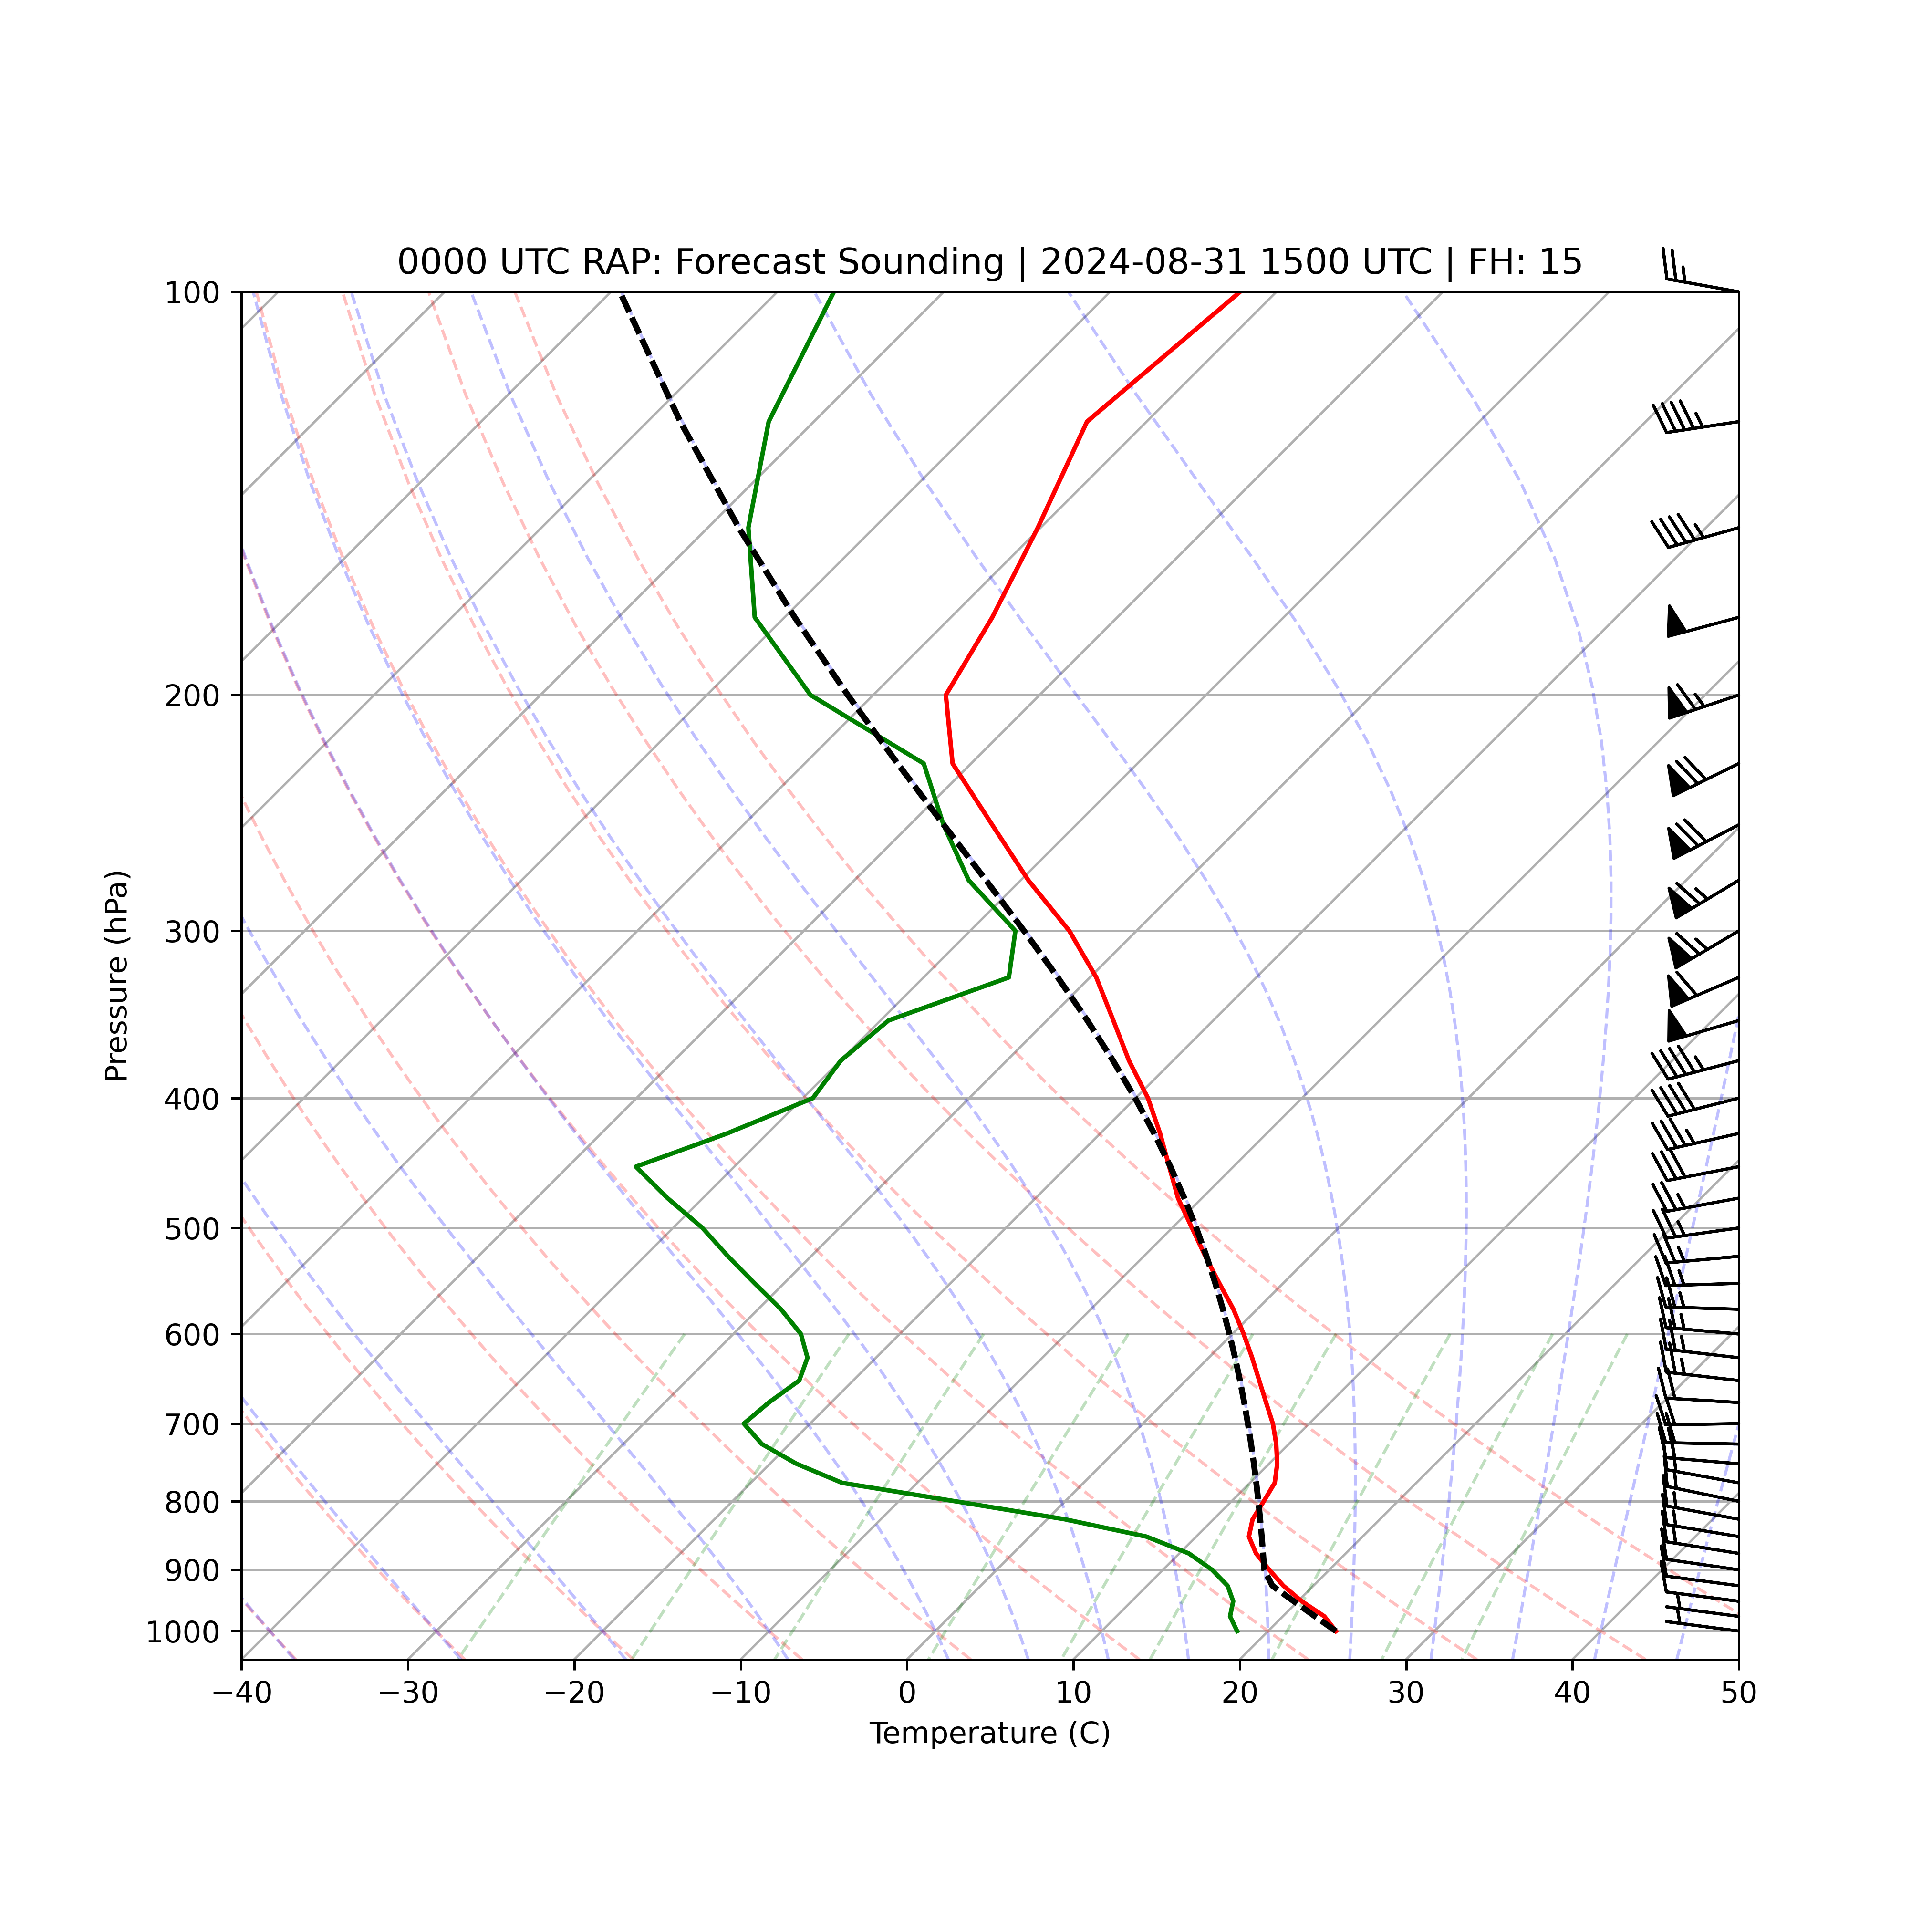 0000 UTC RAP: Forecast Sounding | 2024-08-31 1500 UTC | FH: 15
100
200
300
400
500
600
700
800
900
1000
Pressure (hPa)
−40 −30 −20 −10 0 10 20 30 40 50
Temperature (C)